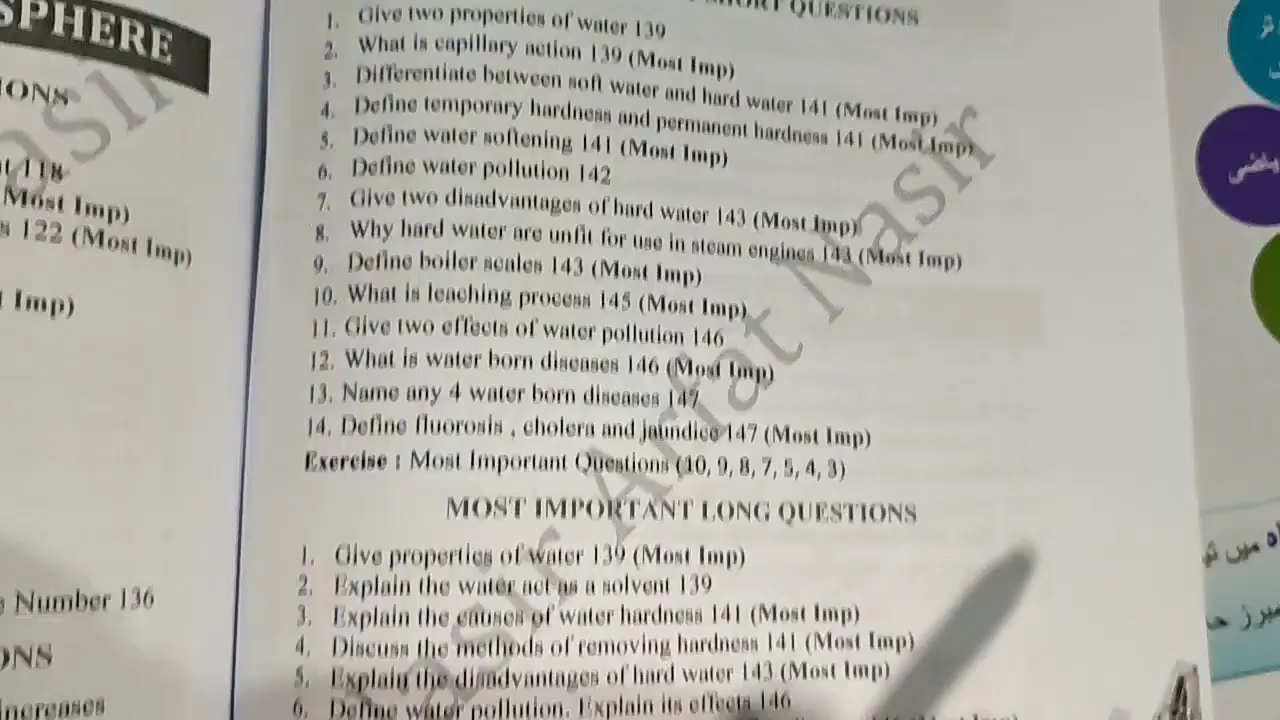 SPHERE
IONS
118
Most Imp)
s 122 (Most Imp)
t Imp)
Number 136
ONS
increases
SHORT QUESTIONS
1. Give two properties of water 139
2. What is capillary action 139 (Most Imp)
3. Differentiate between soft water and hard water 141 (Most Imp)
4. Define temporary hardness and permanent hardness 141 (Most Imp)
5. Define water softening 141 (Most Imp)
6. Define water pollution 142
7. Give two disadvantages of hard water 143 (Most Imp)
8. Why hard water are unfit for use in steam engines 143 (Most Imp)
9. Define boiler scales 143 (Most Imp)
10. What is leaching process 145 (Most Imp)
11. Give two effects of water pollution 146
12. What is water born diseases 146 (Most Imp)
13. Name any 4 water born diseases 147
14. Define fluorosis , cholera and jaundice 147 (Most Imp)
Exercise : Most Important Questions (10, 9, 8, 7, 5, 4, 3)
MOST IMPORTANT LONG QUESTIONS
1. Give properties of water 139 (Most Imp)
2. Explain the water act as a solvent 139
3. Explain the causes of water hardness 141 (Most Imp)
4. Discuss the methods of removing hardness 141 (Most Imp)
5. Explain the disadvantages of hard water 143 (Most Imp)
6. Define water pollution. Explain its effects 146
Yasir Arfat Nasir
میں